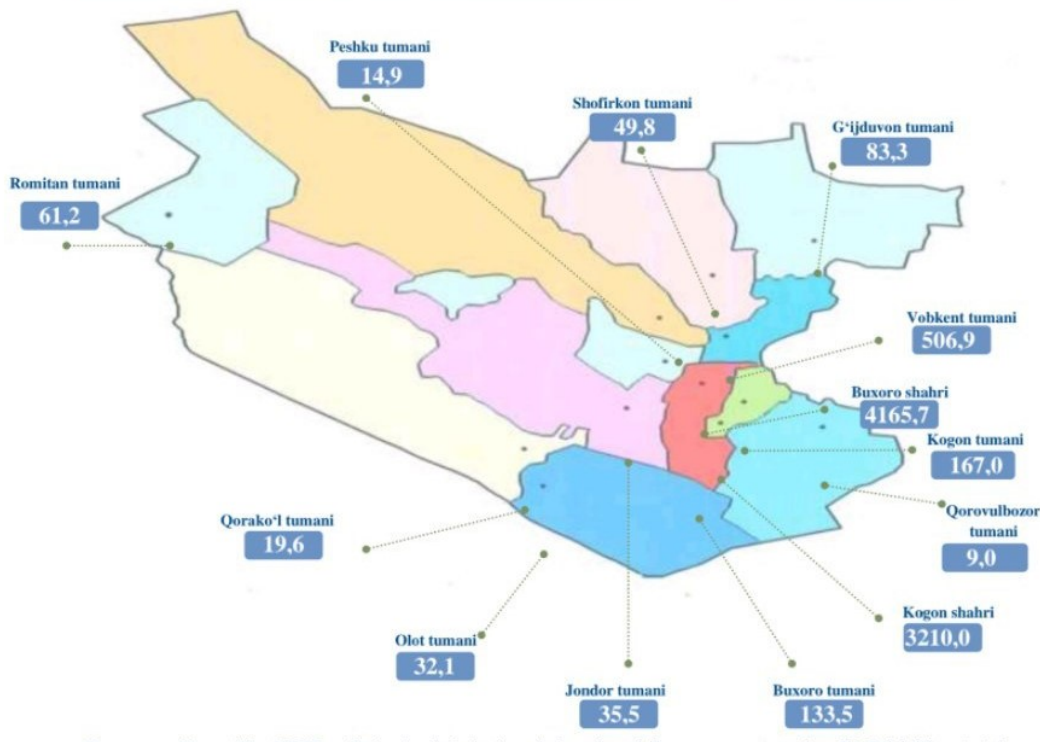 Peshku tumani
14,9
Shofirkon tumani
49,8
G‘ijduvon tumani
83,3
Romitan tumani
61,2
Vobkent tumani
506,9
Buxoro shahri
4165,7
Kogon tumani
167,0
Qorovulbozor
tumani
9,0
Qorako‘l tumani
19,6
Kogon shahri
3210,0
Olot tumani
32,1
Jondor tumani
35,5
Buxoro tumani
133,5